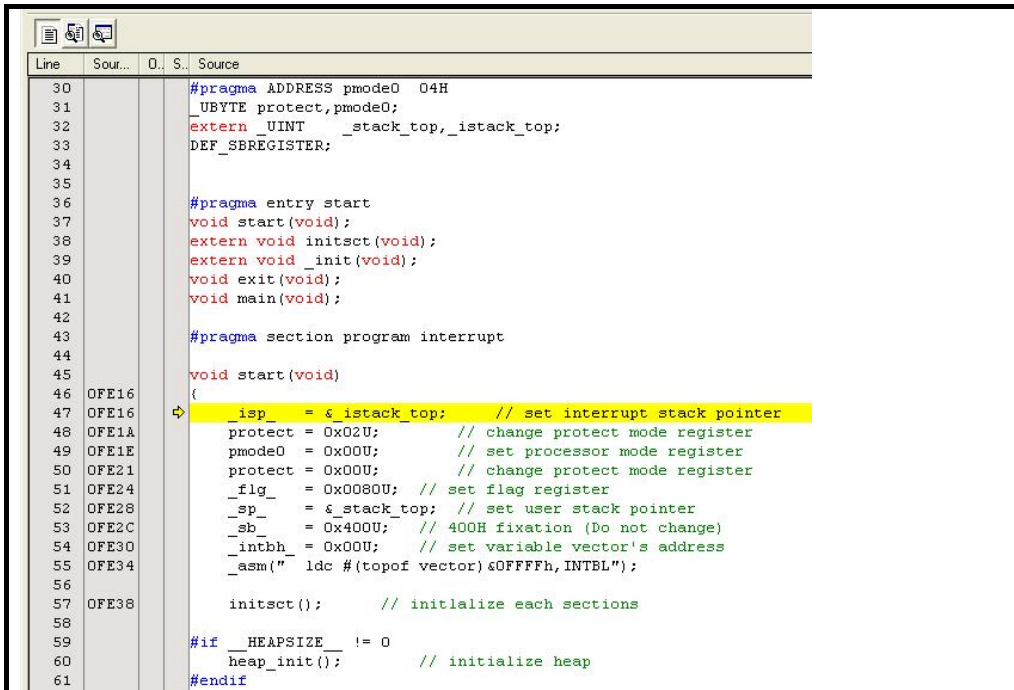 Line Sour... O.. S.. Source
30 #pragma ADDRESS pmode0 04H
31 _UBYTE protect,pmode0;
32 extern _UINT _stack_top,_istack_top;
33 DEF_SBREGISTER;
34
35
36 #pragma entry start
37 void start(void);
38 extern void initsct(void);
39 extern void _init(void);
40 void exit(void);
41 void main(void);
42
43 #pragma section program interrupt
44
45 void start(void)
46 0FE16 {
47 0FE16 _isp_ = &_istack_top; // set interrupt stack pointer
48 0FE1A protect = 0x02U; // change protect mode register
49 0FE1E pmode0 = 0x00U; // set processor mode register
50 0FE21 protect = 0x00U; // change protect mode register
51 0FE24 _flg_ = 0x0080U; // set flag register
52 0FE28 _sp_ = &_stack_top; // set user stack pointer
53 0FE2C _sb_ = 0x400U; // 400H fixation (Do not change)
54 0FE30 _intbh_ = 0x00U; // set variable vector's address
55 0FE34 _asm(" ldc #(topof vector)&0FFFFh,INTBL");
56
57 0FE38 initsct(); // initlalize each sections
58
59 #if __HEAPSIZE__ != 0
60 heap_init(); // initialize heap
61 #endif